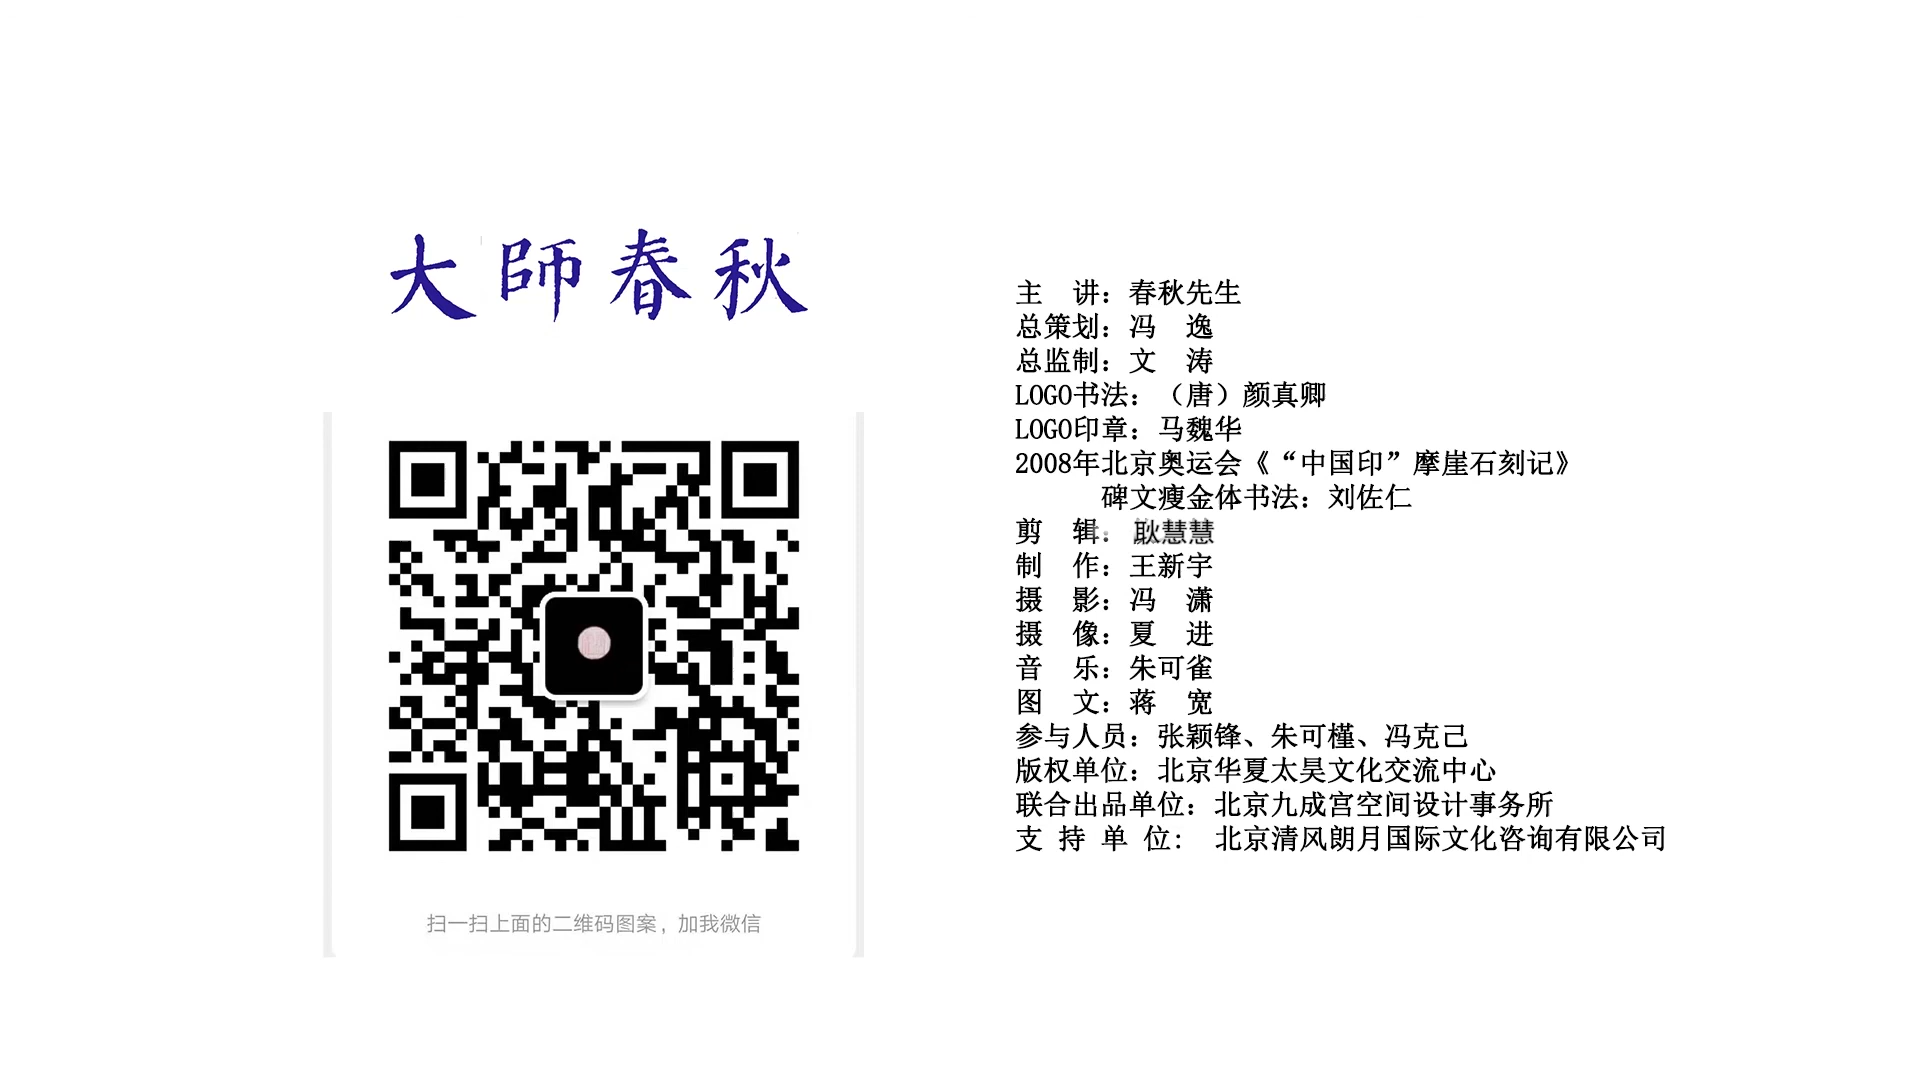 大師春秋
扫一扫上面的二维码图案，加我微信
主　讲：春秋先生
总策划：冯　逸
总监制：文　涛
LOGO书法：（唐）颜真卿
LOGO印章：马魏华
2008年北京奥运会《“中国印”摩崖石刻记》
碑文瘦金体书法：刘佐仁
剪　辑：耿慧慧
制　作：王新宇
摄　影：冯　潇
摄　像：夏　进
音　乐：朱可雀
图　文：蒋　宽
参与人员：张颖锋、朱可槿、冯克己
版权单位：北京华夏太昊文化交流中心
联合出品单位：北京九成宫空间设计事务所
支 持 单 位：　北京清风朗月国际文化咨询有限公司